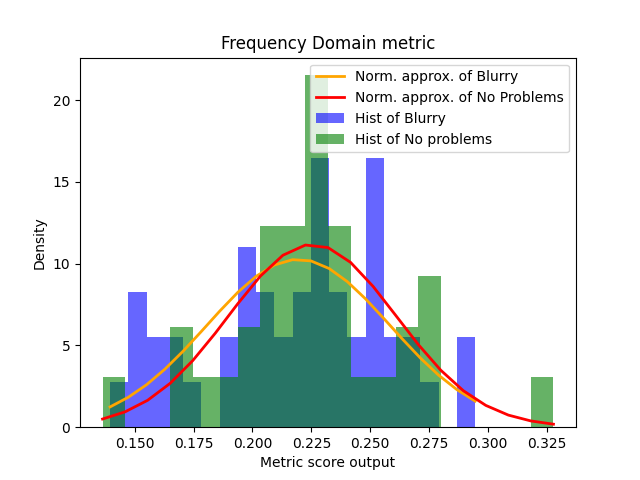 Frequency Domain metric
Norm. approx. of Blurry
Norm. approx. of No Problems
Hist of Blurry
Hist of No problems
Density
20
15
10
5
0
0.150 0.175 0.200 0.225 0.250 0.275 0.300 0.325
Metric score output